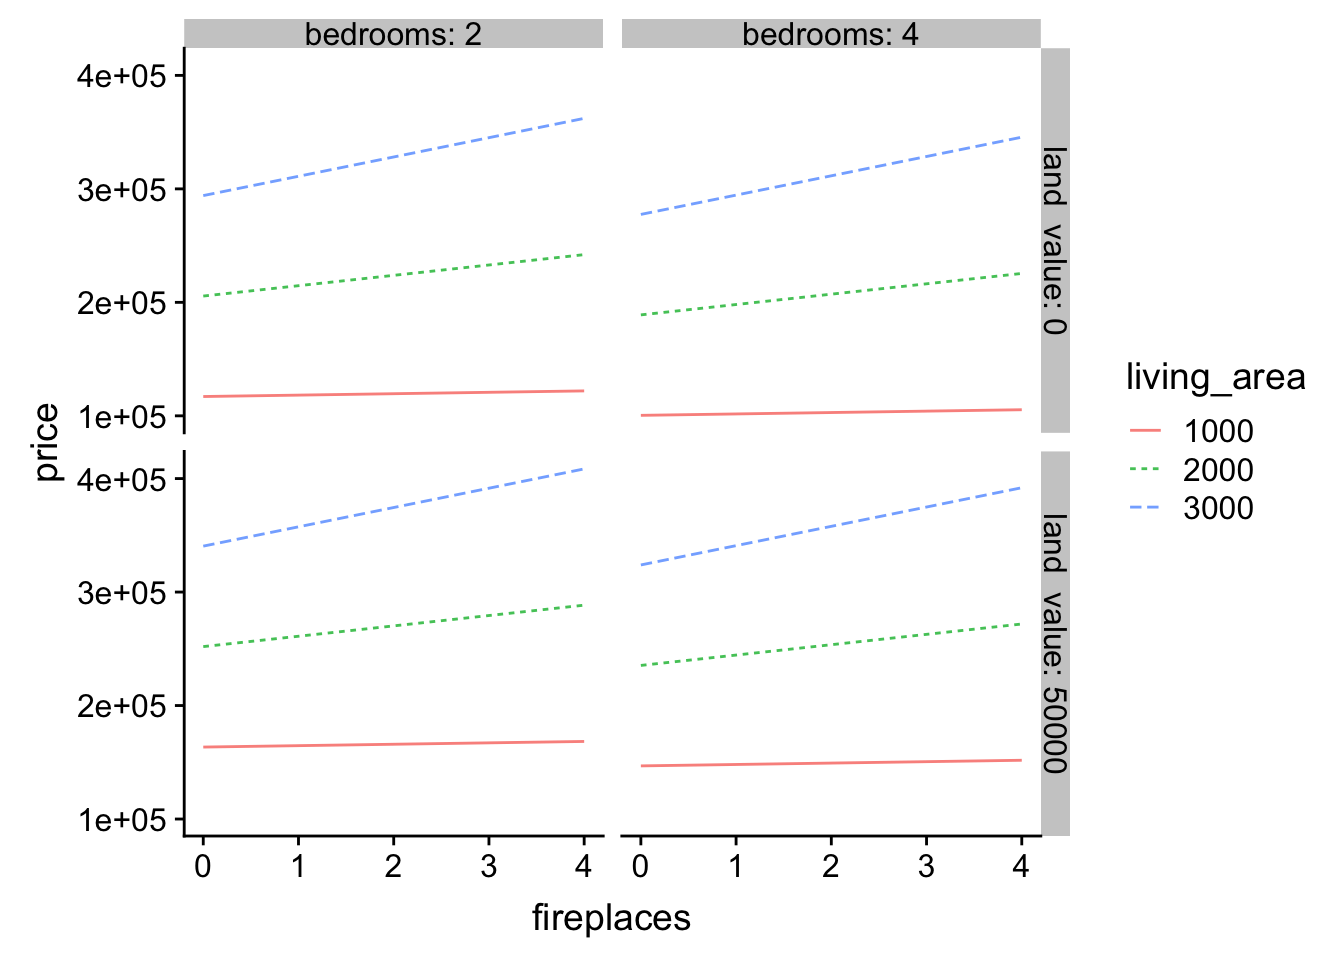 bedrooms: 2
bedrooms: 4
4e+05
3e+05
2e+05
1e+05
land_value: 0
price
4e+05
3e+05
2e+05
1e+05
land_value: 50000
0 1 2 3 4
0 1 2 3 4
fireplaces
living_area
1000
2000
3000